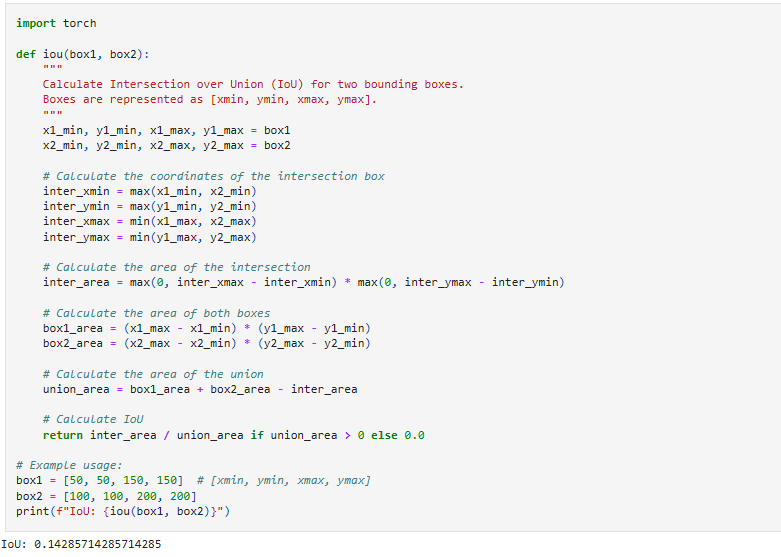 import torch
def iou(box1, box2):
"""
Calculate Intersection over Union (IoU) for two bounding boxes.
Boxes are represented as [xmin, ymin, xmax, ymax].
"""
x1_min, y1_min, x1_max, y1_max = box1
x2_min, y2_min, x2_max, y2_max = box2
# Calculate the coordinates of the intersection box
inter_xmin = max(x1_min, x2_min)
inter_ymin = max(y1_min, y2_min)
inter_xmax = min(x1_max, x2_max)
inter_ymax = min(y1_max, y2_max)
# Calculate the area of the intersection
inter_area = max(0, inter_xmax - inter_xmin) * max(0, inter_ymax - inter_ymin)
# Calculate the area of both boxes
box1_area = (x1_max - x1_min) * (y1_max - y1_min)
box2_area = (x2_max - x2_min) * (y2_max - y2_min)
# Calculate the area of the union
union_area = box1_area + box2_area - inter_area
# Calculate IoU
return inter_area / union_area if union_area > 0 else 0.0
# Example usage:
box1 = [50, 50, 150, 150]  # [xmin, ymin, xmax, ymax]
box2 = [100, 100, 200, 200]
print(f"IoU: {iou(box1, box2)}")
IoU: 0.14285714285714285